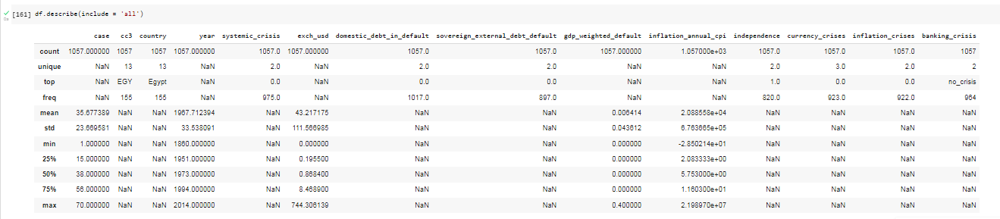 [161] df.describe(include = 'all')
0s
case cc3 country year systemic_crisis exch_usd domestic_debt_in_default sovereign_external_debt_default gdp_weighted_default inflation_annual_cpi independence currency_crises inflation_crises banking_crisis
count 1057.000000 1057 1057 1057.000000 1057.0 1057.000000 1057.0 1057.0 1057.000000 1.057000e+03 1057.0 1057.0 1057.0 1057
unique NaN 13 13 NaN 2.0 NaN 2.0 2.0 NaN NaN 2.0 3.0 2.0 2
top NaN EGY Egypt NaN 0.0 NaN 0.0 0.0 NaN NaN 1.0 0.0 0.0 no_crisis
freq NaN 155 155 NaN 975.0 NaN 1017.0 897.0 NaN NaN 820.0 923.0 922.0 964
mean 35.677389 NaN NaN 1967.712394 NaN 43.217175 NaN NaN 0.006414 2.088558e+04 NaN NaN NaN NaN
std 23.669581 NaN NaN 33.538091 NaN 111.566985 NaN NaN 0.043612 6.763665e+05 NaN NaN NaN NaN
min 1.000000 NaN NaN 1860.000000 NaN 0.000000 NaN NaN 0.000000 -2.850214e+01 NaN NaN NaN NaN
25% 15.000000 NaN NaN 1951.000000 NaN 0.195500 NaN NaN 0.000000 2.083333e+00 NaN NaN NaN NaN
50% 38.000000 NaN NaN 1973.000000 NaN 0.868400 NaN NaN 0.000000 5.753000e+00 NaN NaN NaN NaN
75% 56.000000 NaN NaN 1994.000000 NaN 8.468900 NaN NaN 0.000000 1.160300e+01 NaN NaN NaN NaN
max 70.000000 NaN NaN 2014.000000 NaN 744.306139 NaN NaN 0.400000 2.198970e+07 NaN NaN NaN NaN